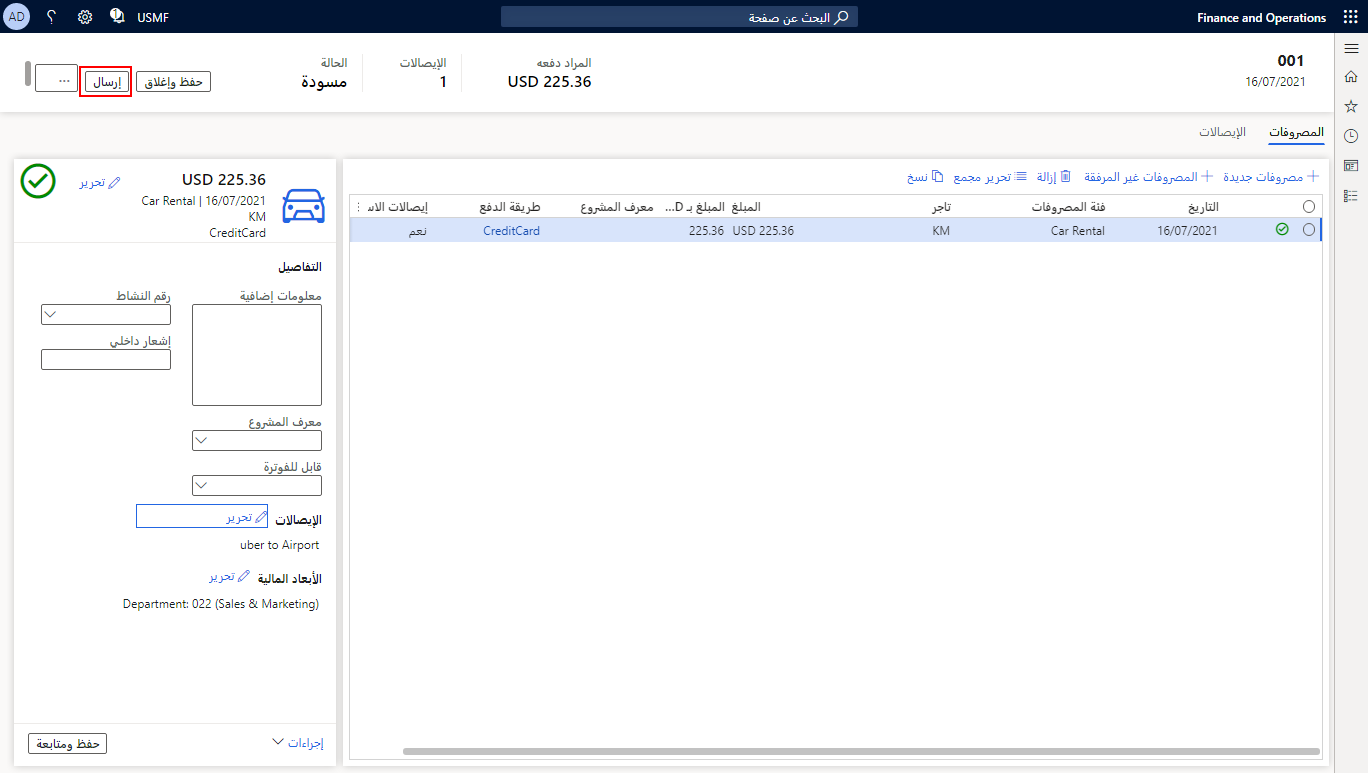 Finance and Operations
البحث عن صفحة
USMF
1
AD
001
16/07/2021
المراد دفعه
USD 225.36
الإيصالات
1
الحالة
مسودة
حفظ وإغلاق
إرسال
...
المصروفات
الإيصالات
مصروفات جديدة
المصروفات غير المرفقة
إزالة
تحرير مجمع
نسخ
التاريخ
فئة المصروفات
تاجر
المبلغ
المبلغ بـ D...
معرف المشروع
طريقة الدفع
إيصالات الاس
16/07/2021
Car Rental
KM
USD 225.36
225.36
CreditCard
نعم
USD 225.36
تحرير
Car Rental | 16/07/2021
KM
CreditCard
التفاصيل
معلومات إضافية
رقم النشاط
إشعار داخلي
معرف المشروع
قابل للفوترة
الإيصالات
تحرير
uber to Airport
الأبعاد المالية
تحرير
Department: 022 (Sales & Marketing)
إجراءات
حفظ ومتابعة